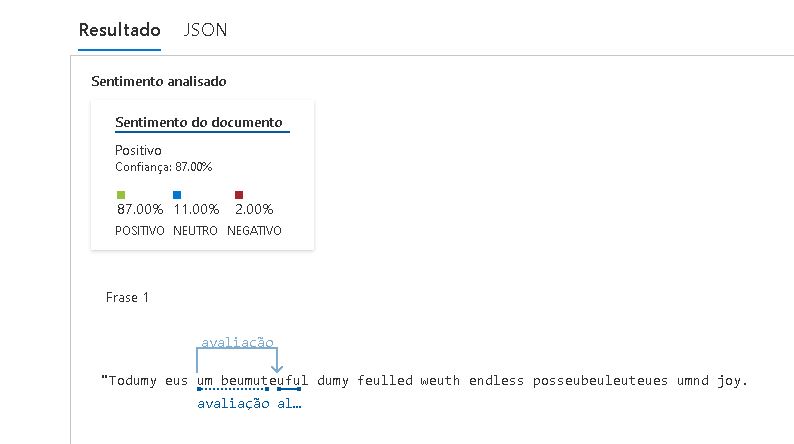 Resultado JSON
Sentimento analisado
Sentimento do documento
Positivo
Confiança: 87.00%
87.00% 11.00% 2.00%
POSITIVO NEUTRO NEGATIVO
Frase 1
avaliação
"Todumy eus um beumuteuful dumy feulled weuth endless posseubeuleuteues umnd joy.
avaliação al…